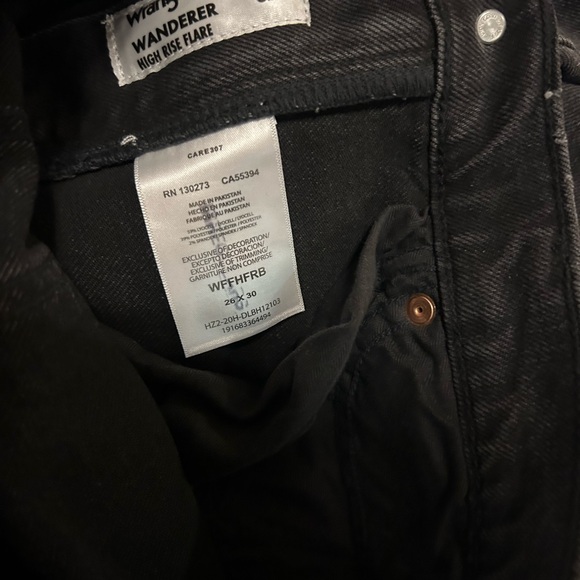 Wrang
WANDERER
HIGH RISE FLARE
CARE307
RN 130273 CA55394
MADE IN PAKISTAN
HECHO EN PAKISTAN
FABRIQUÉ AU PAKISTAN
EXCLUSIVE OF DECORATION/
EXCEPTO DECORACION/
EXCLUSIVE OF TRIMMING/
GARNITURE NON COMPRISE
WFFHFRB
26 X 30
HZ2-20H-DLBH12103
191683364494